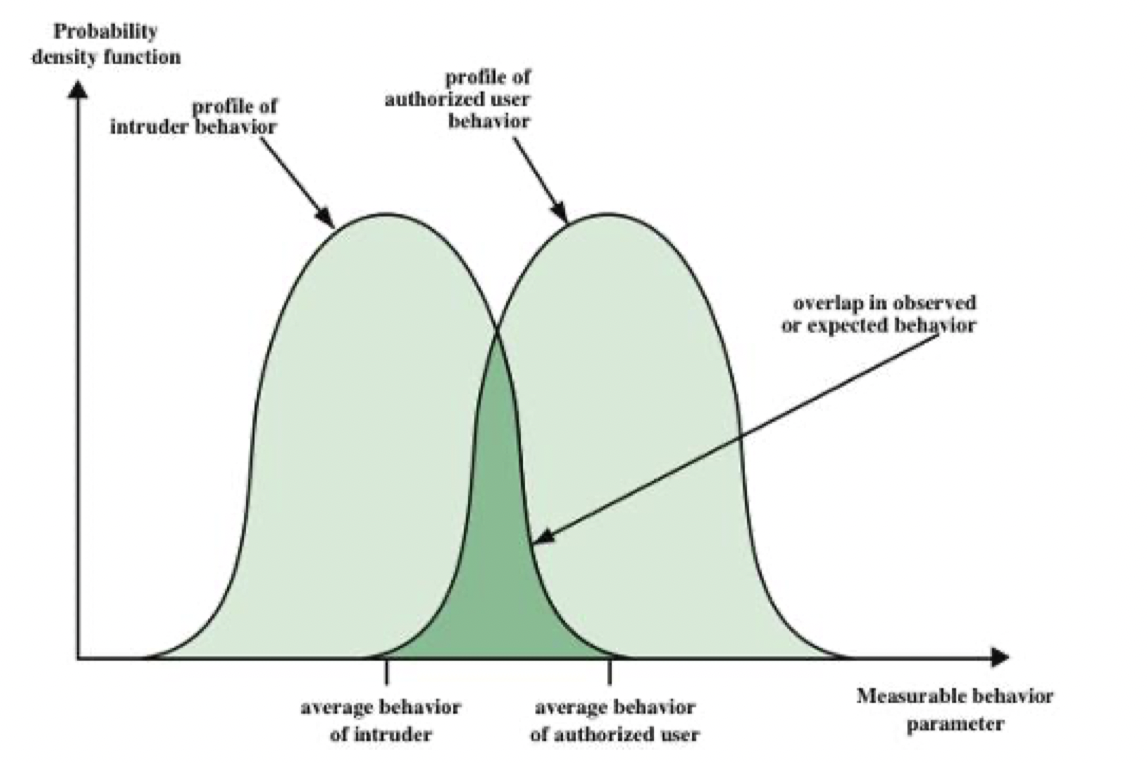 Probability
density function
profile of
intruder behavior
profile of
authorized user
behavior
overlap in observed
or expected behavior
average behavior
of intruder
average behavior
of authorized user
Measurable behavior
parameter